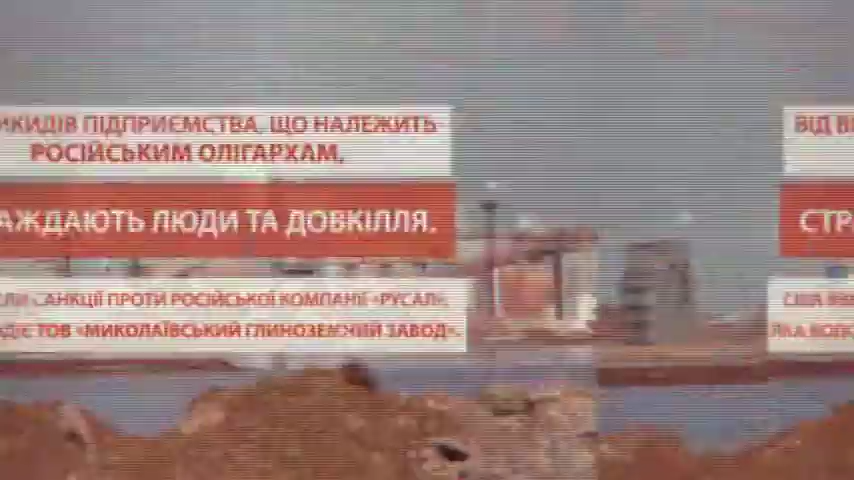 ИКИДІВ ПІДПРИЄМСТВА, ЩО НАЛЕЖИТЬ
РОСІЙСЬКИМ ОЛІГАРХАМ,
АЖДАЮТЬ ЛЮДИ ТА ДОВКІЛЛЯ.
САНКЦІЇ ПРОТИ РОСІЙСЬКОЇ КОМПАНІЇ «РУСАЛ»,
ТОВ «МИКОЛАЇВСЬКИЙ ГЛИНОЗЕМНИЙ ЗАВОД».
ВІД
СТР
США
ЯКА